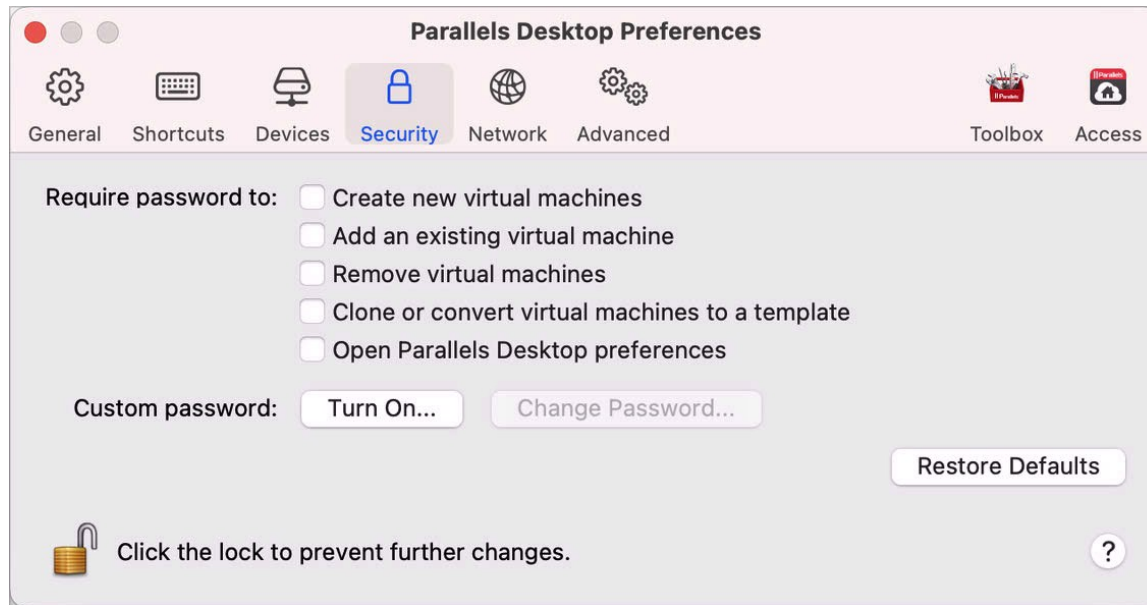 Parallels Desktop Preferences
General Shortcuts Devices Security Network Advanced Toolbox Access
Require password to: Create new virtual machines
Add an existing virtual machine
Remove virtual machines
Clone or convert virtual machines to a template
Open Parallels Desktop preferences
Custom password: Turn On... Change Password...
Restore Defaults
Click the lock to prevent further changes. ?